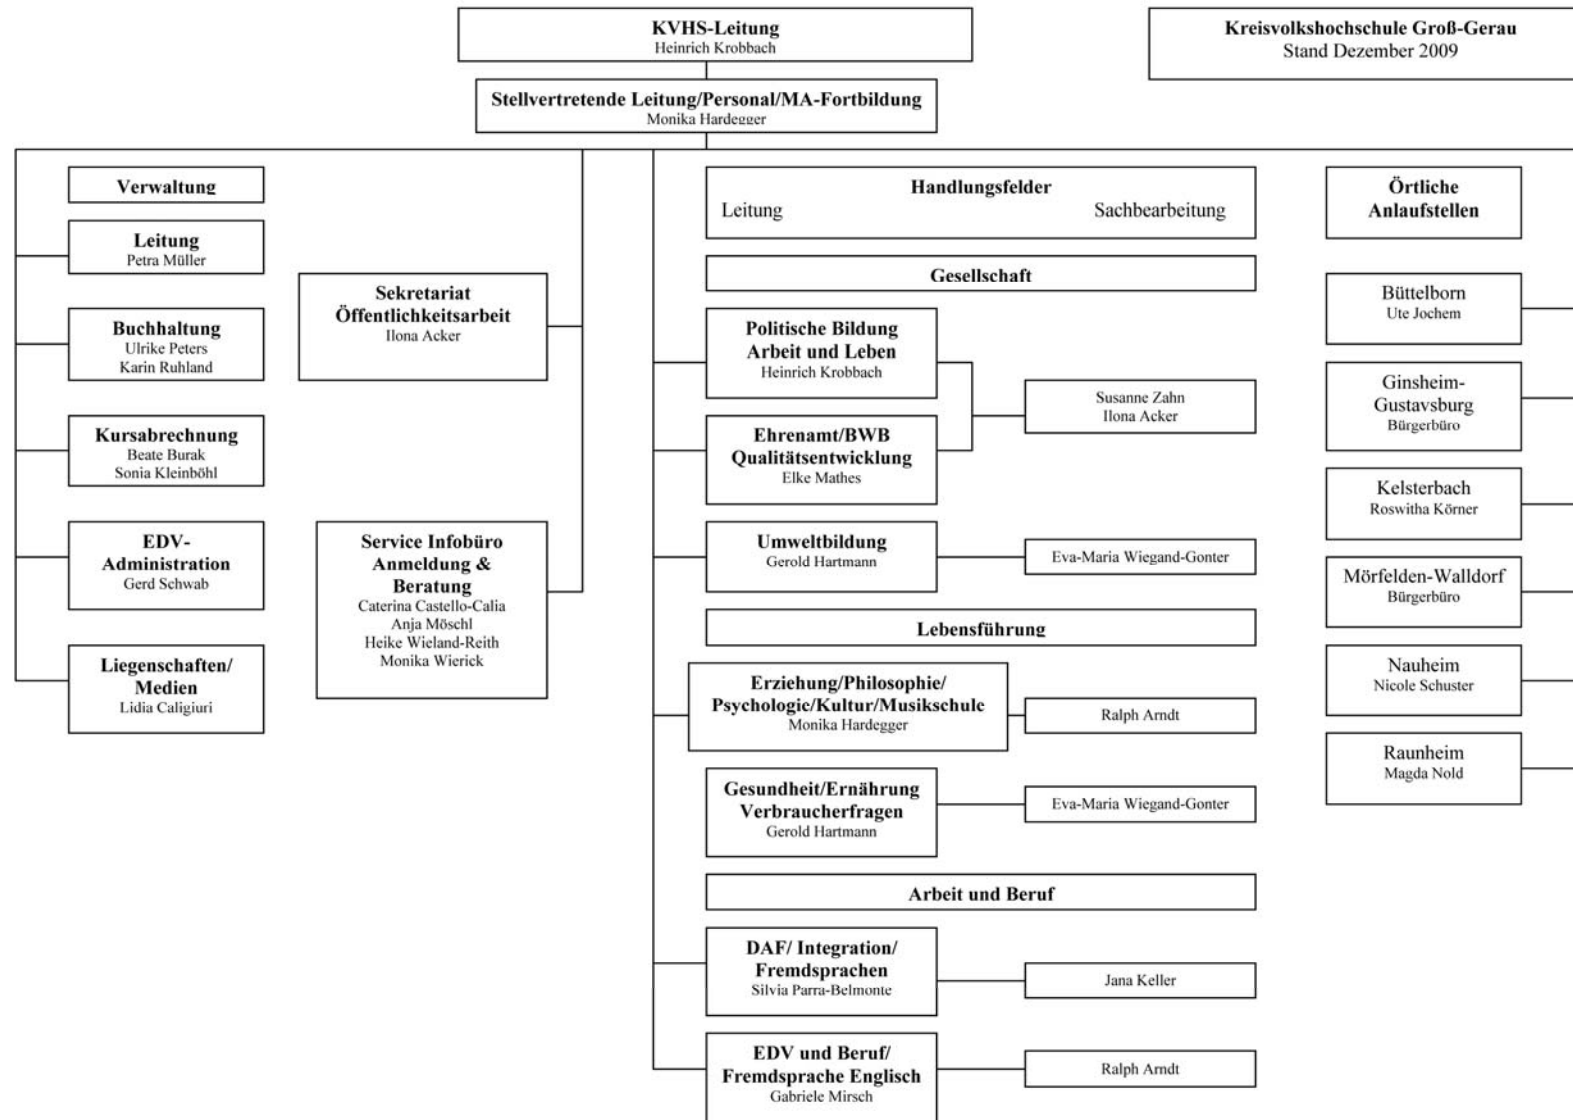 KVHS-Leitung
Heinrich Krobbach
Kreisvolkshochschule Groß-Gerau
Stand Dezember 2009
Stellvertretende Leitung/Personal/MA-Fortbildung
Monika Hardegger
Verwaltung
Leitung
Petra Müller
Buchhaltung
Ulrike Peters
Karin Ruhland
Kursabrechnung
Beate Burak
Sonia Kleinböhl
EDV-
Administration
Gerd Schwab
Liegenschaften/
Medien
Lidia Caligiuri
Sekretariat
Öffentlichkeitsarbeit
Ilona Acker
Service Infobüro
Anmeldung &
Beratung
Caterina Castello-Calia
Anja Möschl
Heike Wieland-Reith
Monika Wierick
Handlungsfelder
Leitung Sachbearbeitung
Gesellschaft
Politische Bildung
Arbeit und Leben
Heinrich Krobbach
Ehrenamt/BWB
Qualitätsentwicklung
Elke Mathes
Susanne Zahn
Ilona Acker
Umweltbildung
Gerold Hartmann
Eva-Maria Wiegand-Gonter
Lebensführung
Erziehung/Philosophie/
Psychologie/Kultur/Musikschule
Monika Hardegger
Ralph Arndt
Gesundheit/Ernährung
Verbraucherfragen
Gerold Hartmann
Eva-Maria Wiegand-Gonter
Arbeit und Beruf
DAF/ Integration/
Fremdsprachen
Silvia Parra-Belmonte
Jana Keller
EDV und Beruf/
Fremdsprache Englisch
Gabriele Mirsch
Ralph Arndt
Örtliche
Anlaufstellen
Büttelborn
Ute Jochem
Ginsheim-
Gustavsburg
Bürgerbüro
Kelsterbach
Roswitha Körner
Mörfelden-Walldorf
Bürgerbüro
Nauheim
Nicole Schuster
Raunheim
Magda Nold